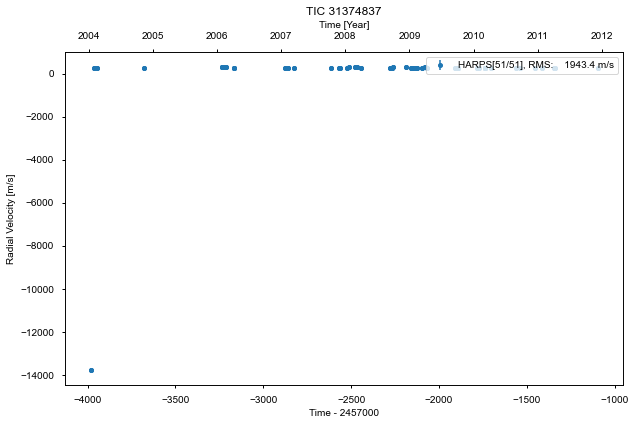 TIC 31374837
Time [Year]
2004 2005 2006 2007 2008 2009 2010 2011 2012
HARPS[51/51], RMS: 1943.4 m/s
0
−2000
−4000
−6000
−8000
−10000
−12000
−14000
Radial Velocity [m/s]
−4000 −3500 −3000 −2500 −2000 −1500 −1000
Time - 2457000